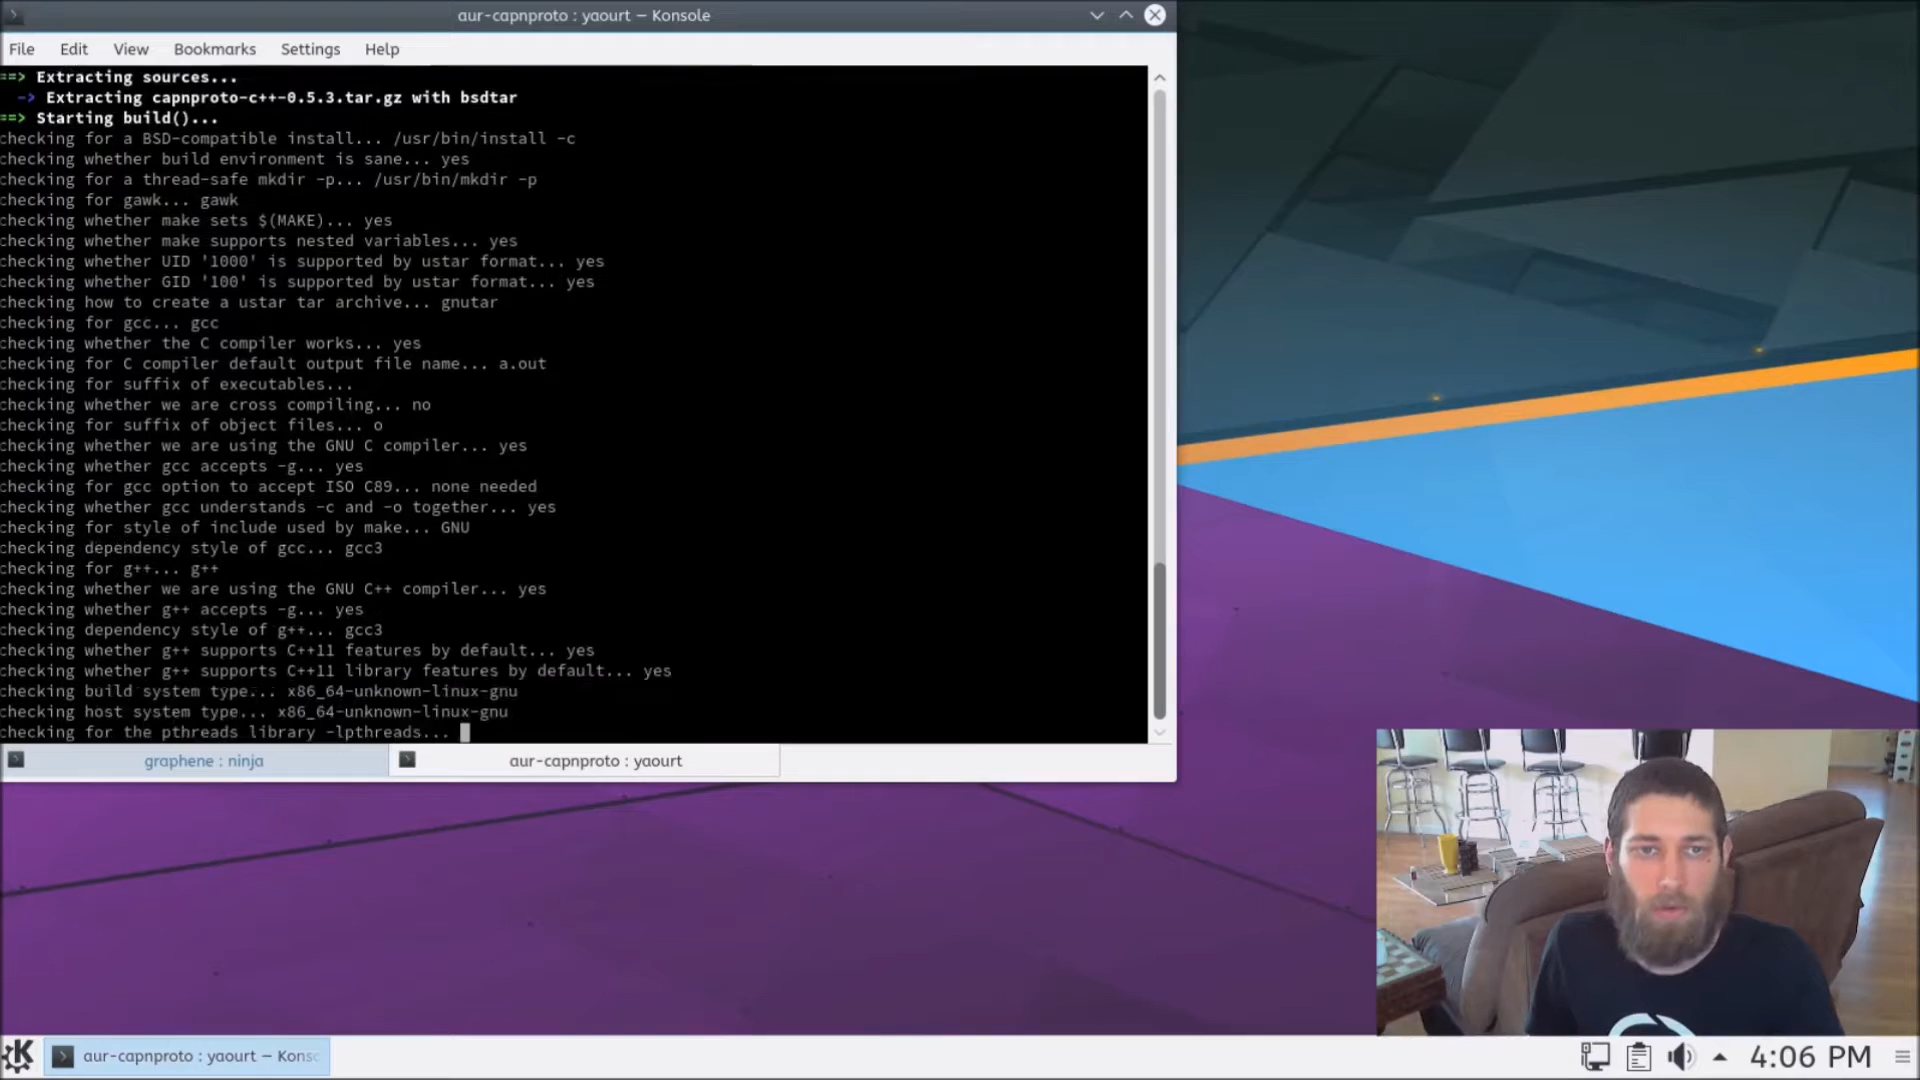 aur-capnproto : yaourt — Konsole
File Edit View Bookmarks Settings Help
==> Extracting sources...
-> Extracting capnproto-c++-0.5.3.tar.gz with bsdtar
==> Starting build()...
checking for a BSD-compatible install... /usr/bin/install -c
checking whether build environment is sane... yes
checking for a thread-safe mkdir -p... /usr/bin/mkdir -p
checking for gawk... gawk
checking whether make sets $(MAKE)... yes
checking whether make supports nested variables... yes
checking whether UID '1000' is supported by ustar format... yes
checking whether GID '100' is supported by ustar format... yes
checking how to create a ustar tar archive... gnutar
checking for gcc... gcc
checking whether the C compiler works... yes
checking for C compiler default output file name... a.out
checking for suffix of executables...
checking whether we are cross compiling... no
checking for suffix of object files... o
checking whether we are using the GNU C compiler... yes
checking whether gcc accepts -g... yes
checking for gcc option to accept ISO C89... none needed
checking whether gcc understands -c and -o together... yes
checking for style of include used by make... GNU
checking dependency style of gcc... gcc3
checking for g++... g++
checking whether we are using the GNU C++ compiler... yes
checking whether g++ accepts -g... yes
checking dependency style of g++... gcc3
checking whether g++ supports C++11 features by default... yes
checking whether g++ supports C++11 library features by default... yes
checking build system type... x86_64-unknown-linux-gnu
checking host system type... x86_64-unknown-linux-gnu
checking for the pthreads library -lpthreads...
graphene : ninja aur-capnproto : yaourt
aur-capnproto : yaourt — Konsc 4:06 PM